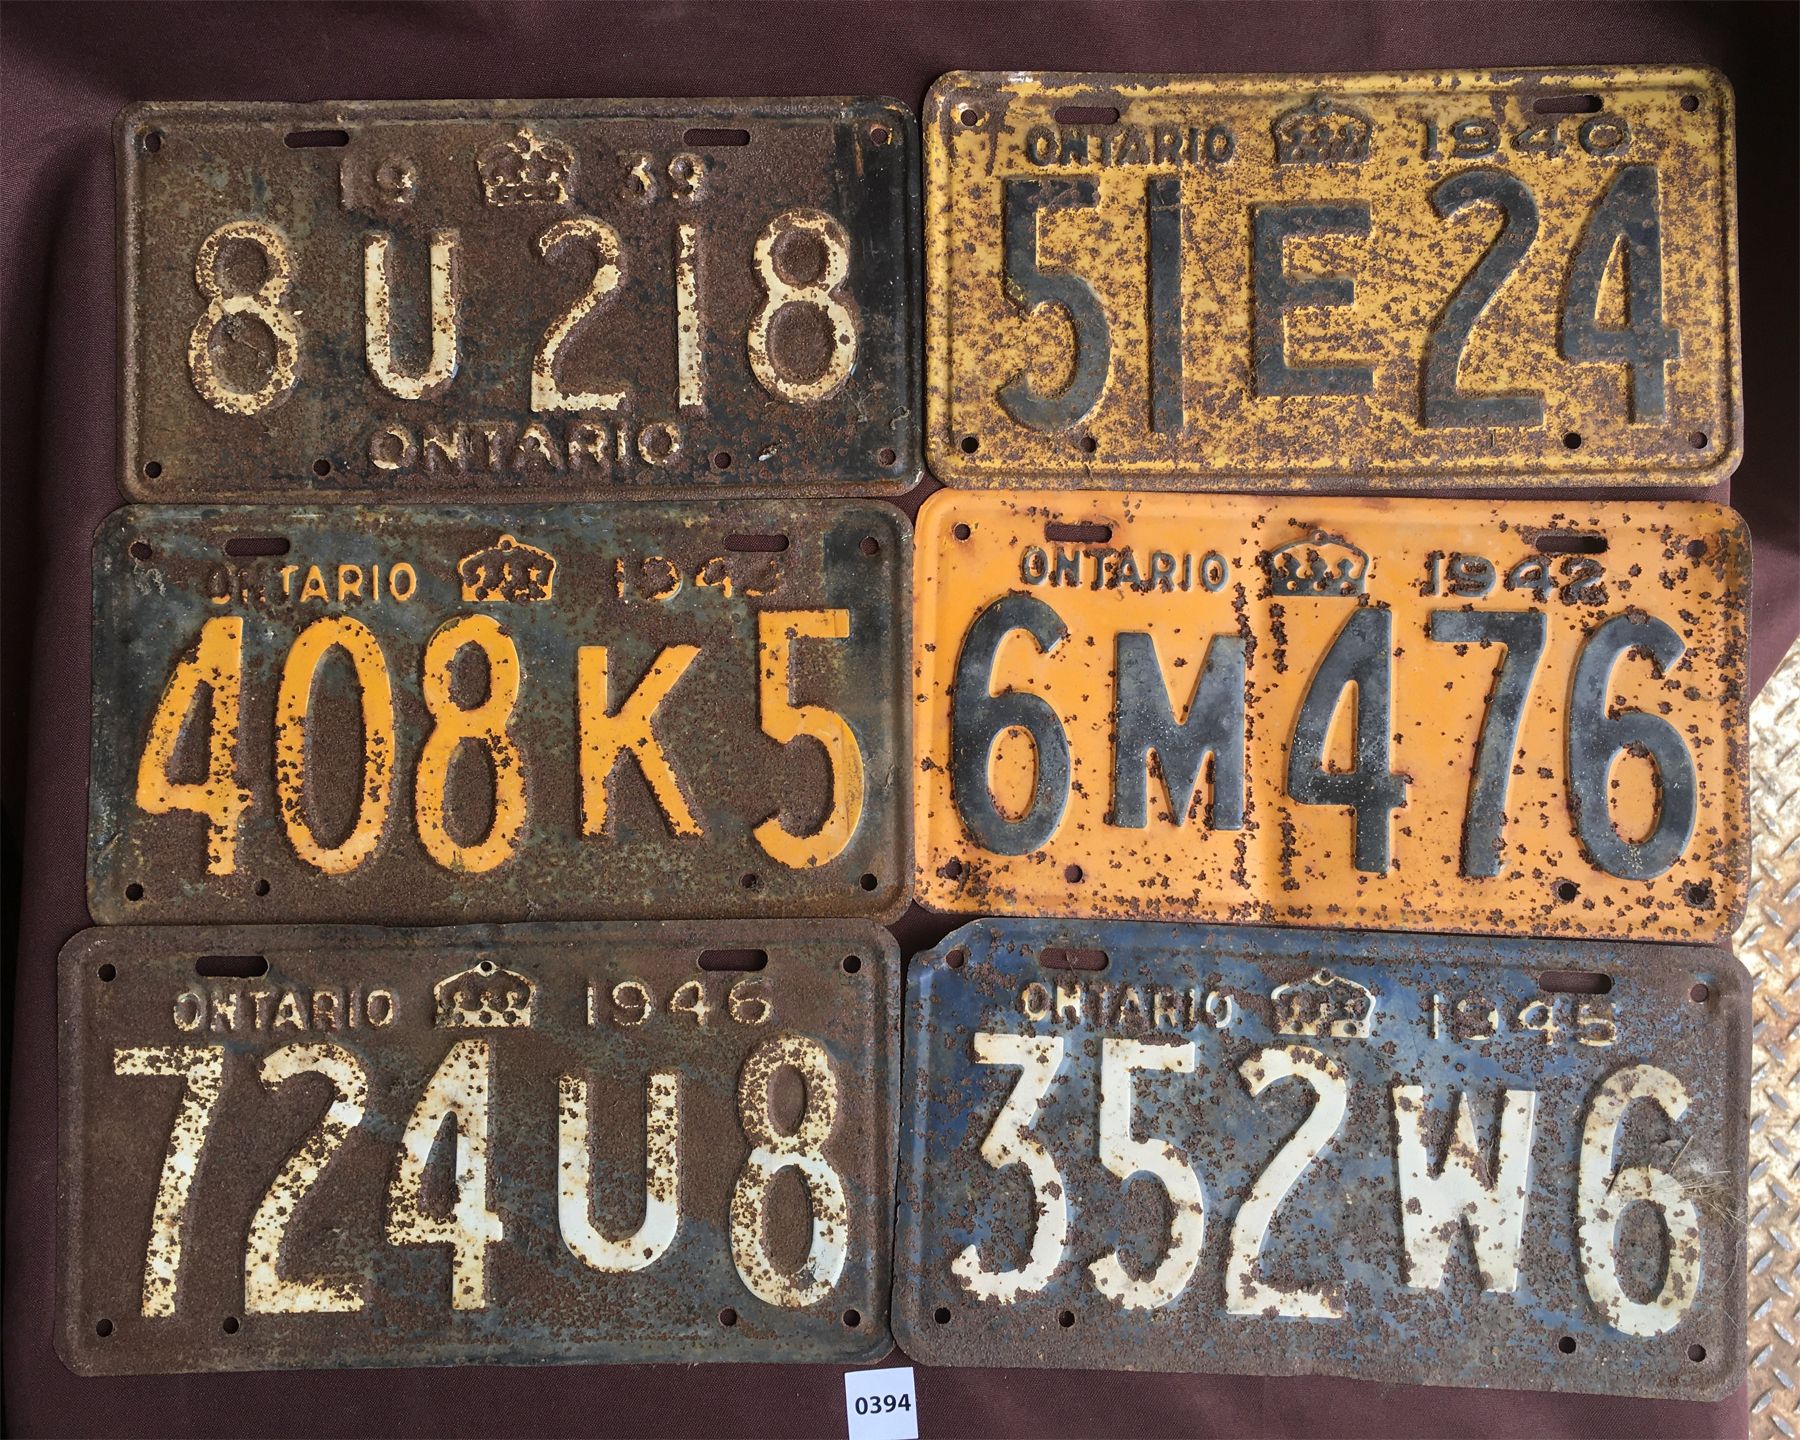 19 39
8U218
ONTARIO
ONTARIO 1940
51E24
ONTARIO 1943
408K5
ONTARIO 1942
6M476
ONTARIO 1946
724U8
ONTARIO 1945
352W6
0394